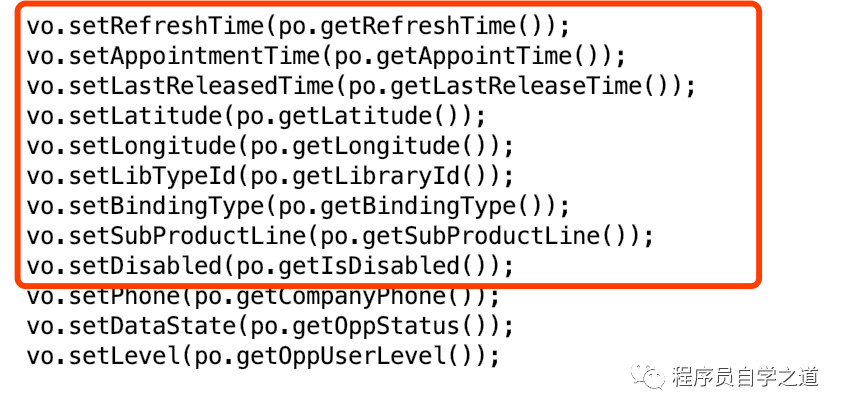 vo.setRefreshTime(po.getRefreshTime());
vo.setAppointmentTime(po.getAppointTime());
vo.setLastReleasedTime(po.getLastReleaseTime());
vo.setLatitude(po.getLatitude());
vo.setLongitude(po.getLongitude());
vo.setLibTypeId(po.getLibraryId());
vo.setBindingType(po.getBindingType());
vo.setSubProductLine(po.getSubProductLine());
vo.setDisabled(po.getIsDisabled());
vo.setPhone(po.getCompanyPhone());
vo.setDataState(po.getOppStatus());
vo.setLevel(po.getOppUserLevel());
程序员自学之道